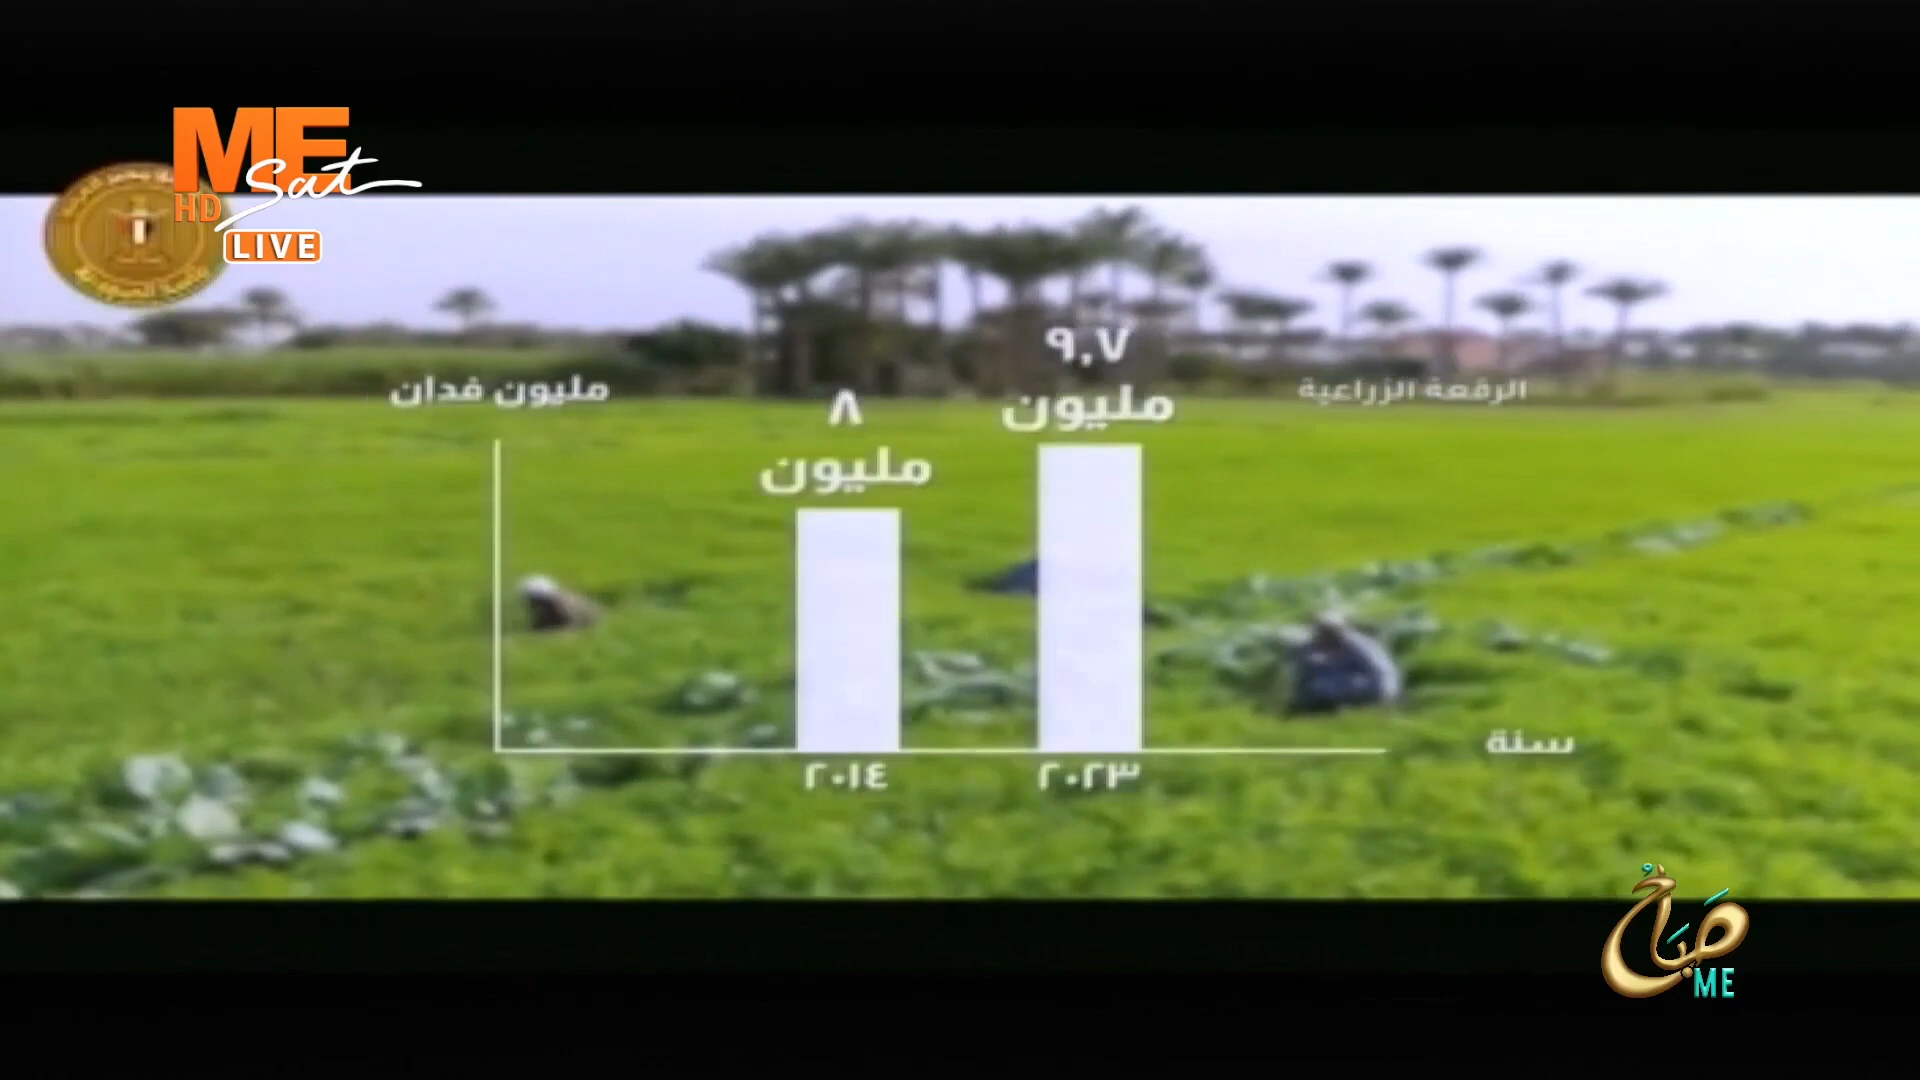 ME
Sat
HD
LIVE
٩,٧
مليون
الرقعة الزراعية
مليون فدان
٨
مليون
سنة
٢٠١٤
٢٠٢٣
صباح
ME